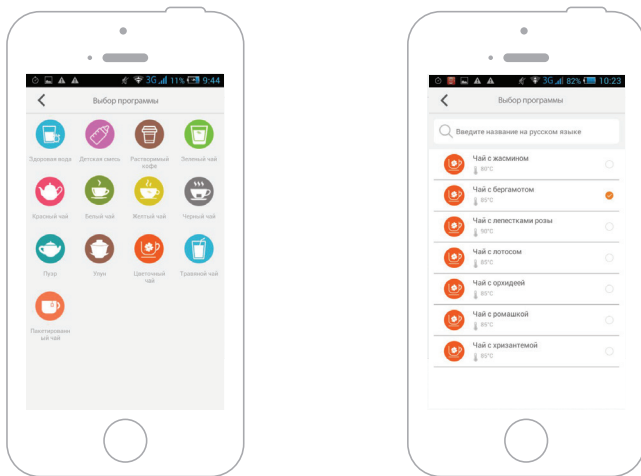 3G 11% 9:44
Выбор программы
Здоровая вода Детская смесь Растворимый кофе Зеленый чай
Красный чай Белый чай Желтый чай Черный чай
Пуэр Улун Цветочный чай Травяной чай
Пакетированн
ый чай
3G 82% 10:23
Выбор программы
Введите название на русском языке
Чай с жасмином
80°C
Чай с бергамотом
85°C
Чай с лепестками розы
90°C
Чай с лотосом
85°C
Чай с орхидеей
85°C
Чай с ромашкой
85°C
Чай с хризантемой
85°C